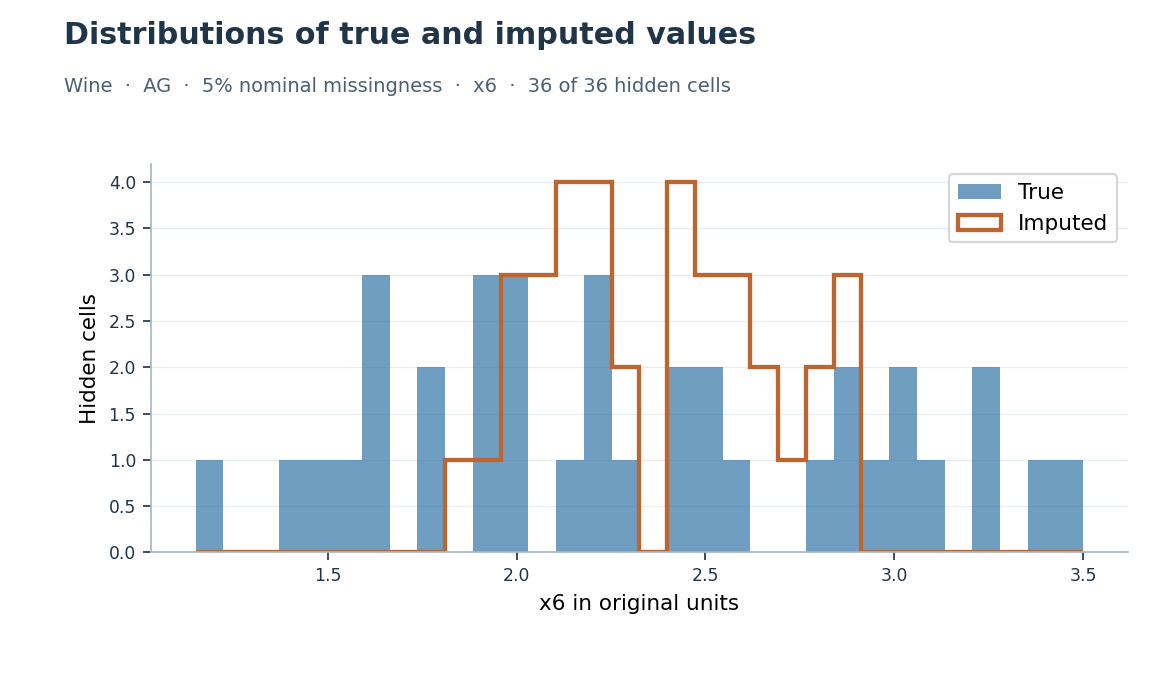 Distributions of true and imputed values
Wine · AG · 5% nominal missingness · x6 · 36 of 36 hidden cells
4.0
3.5
3.0
2.5
2.0
1.5
1.0
0.5
0.0
Hidden cells
True
Imputed
1.5 2.0 2.5 3.0 3.5
x6 in original units